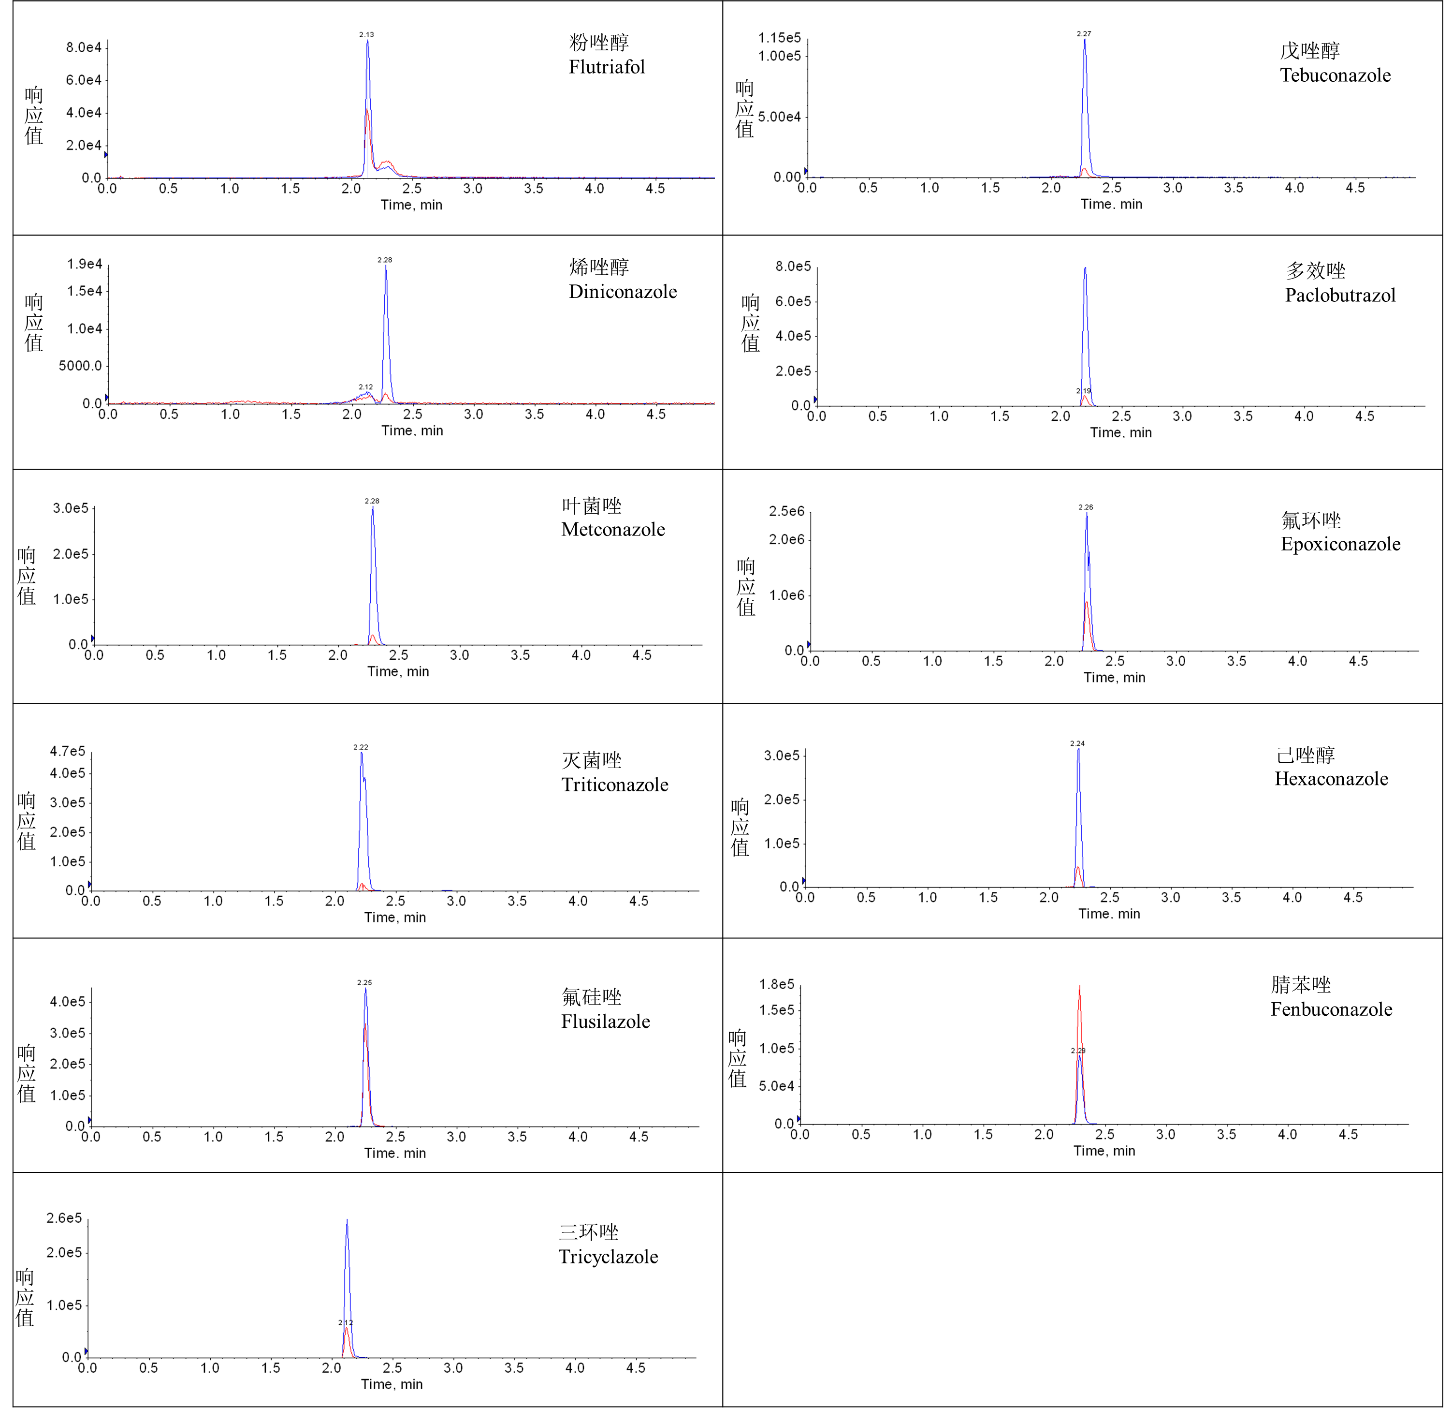 2.13
粉唑醇
Flutriafol
8.0e4
6.0e4
4.0e4
2.0e4
0.0
响应值
0.0 0.5 1.0 1.5 2.0 2.5 3.0 3.5 4.0 4.5
Time, min
2.27
戊唑醇
Tebuconazole
1.15e5
1.00e5
5.00e4
0.00
响应值
0.0 0.5 1.0 1.5 2.0 2.5 3.0 3.5 4.0 4.5
Time, min
2.28
烯唑醇
Diniconazole
1.9e4
1.5e4
1.0e4
5000.0
0.0
响应值
2.12
0.0 0.5 1.0 1.5 2.0 2.5 3.0 3.5 4.0 4.5
Time, min
多效唑
Paclobutrazol
8.0e5
6.0e5
4.0e5
2.0e5
0.0
响应值
2.19
0.0 0.5 1.0 1.5 2.0 2.5 3.0 3.5 4.0 4.5
Time, min
2.28
叶菌唑
Metconazole
3.0e5
2.0e5
1.0e5
0.0
响应值
0.0 0.5 1.0 1.5 2.0 2.5 3.0 3.5 4.0 4.5
Time, min
2.26
氟环唑
Epoxiconazole
2.5e6
2.0e6
1.0e6
0.0
响应值
0.0 0.5 1.0 1.5 2.0 2.5 3.0 3.5 4.0 4.5
Time, min
2.22
灭菌唑
Triticonazole
4.7e5
4.0e5
3.0e5
2.0e5
1.0e5
0.0
响应值
0.0 0.5 1.0 1.5 2.0 2.5 3.0 3.5 4.0 4.5
Time, min
2.24
己唑醇
Hexaconazole
3.0e5
2.0e5
1.0e5
0.0
响应值
0.0 0.5 1.0 1.5 2.0 2.5 3.0 3.5 4.0 4.5
Time, min
2.25
氟硅唑
Flusilazole
4.0e5
3.0e5
2.0e5
1.0e5
0.0
响应值
0.0 0.5 1.0 1.5 2.0 2.5 3.0 3.5 4.0 4.5
Time, min
腈苯唑
Fenbuconazole
1.8e5
1.5e5
1.0e5
5.0e4
0.0
响应值
2.29
0.0 0.5 1.0 1.5 2.0 2.5 3.0 3.5 4.0 4.5
Time, min
三环唑
Tricyclazole
2.6e5
2.0e5
1.0e5
0.0
响应值
2.12
0.0 0.5 1.0 1.5 2.0 2.5 3.0 3.5 4.0 4.5
Time, min